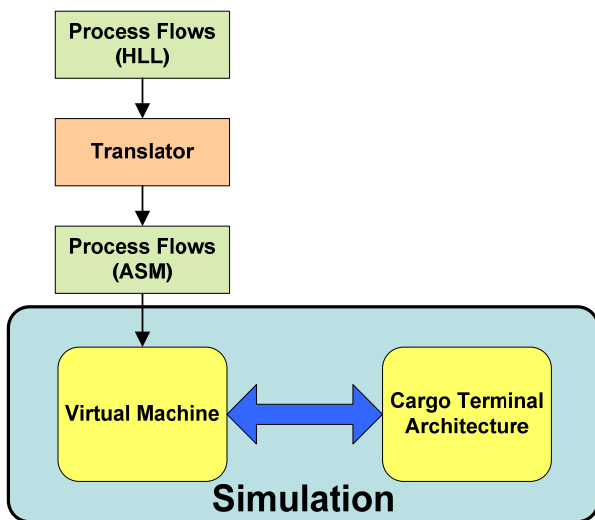 Process Flows
(HLL)
Translator
Process Flows
(ASM)
Virtual Machine
Cargo Terminal
Architecture
Simulation